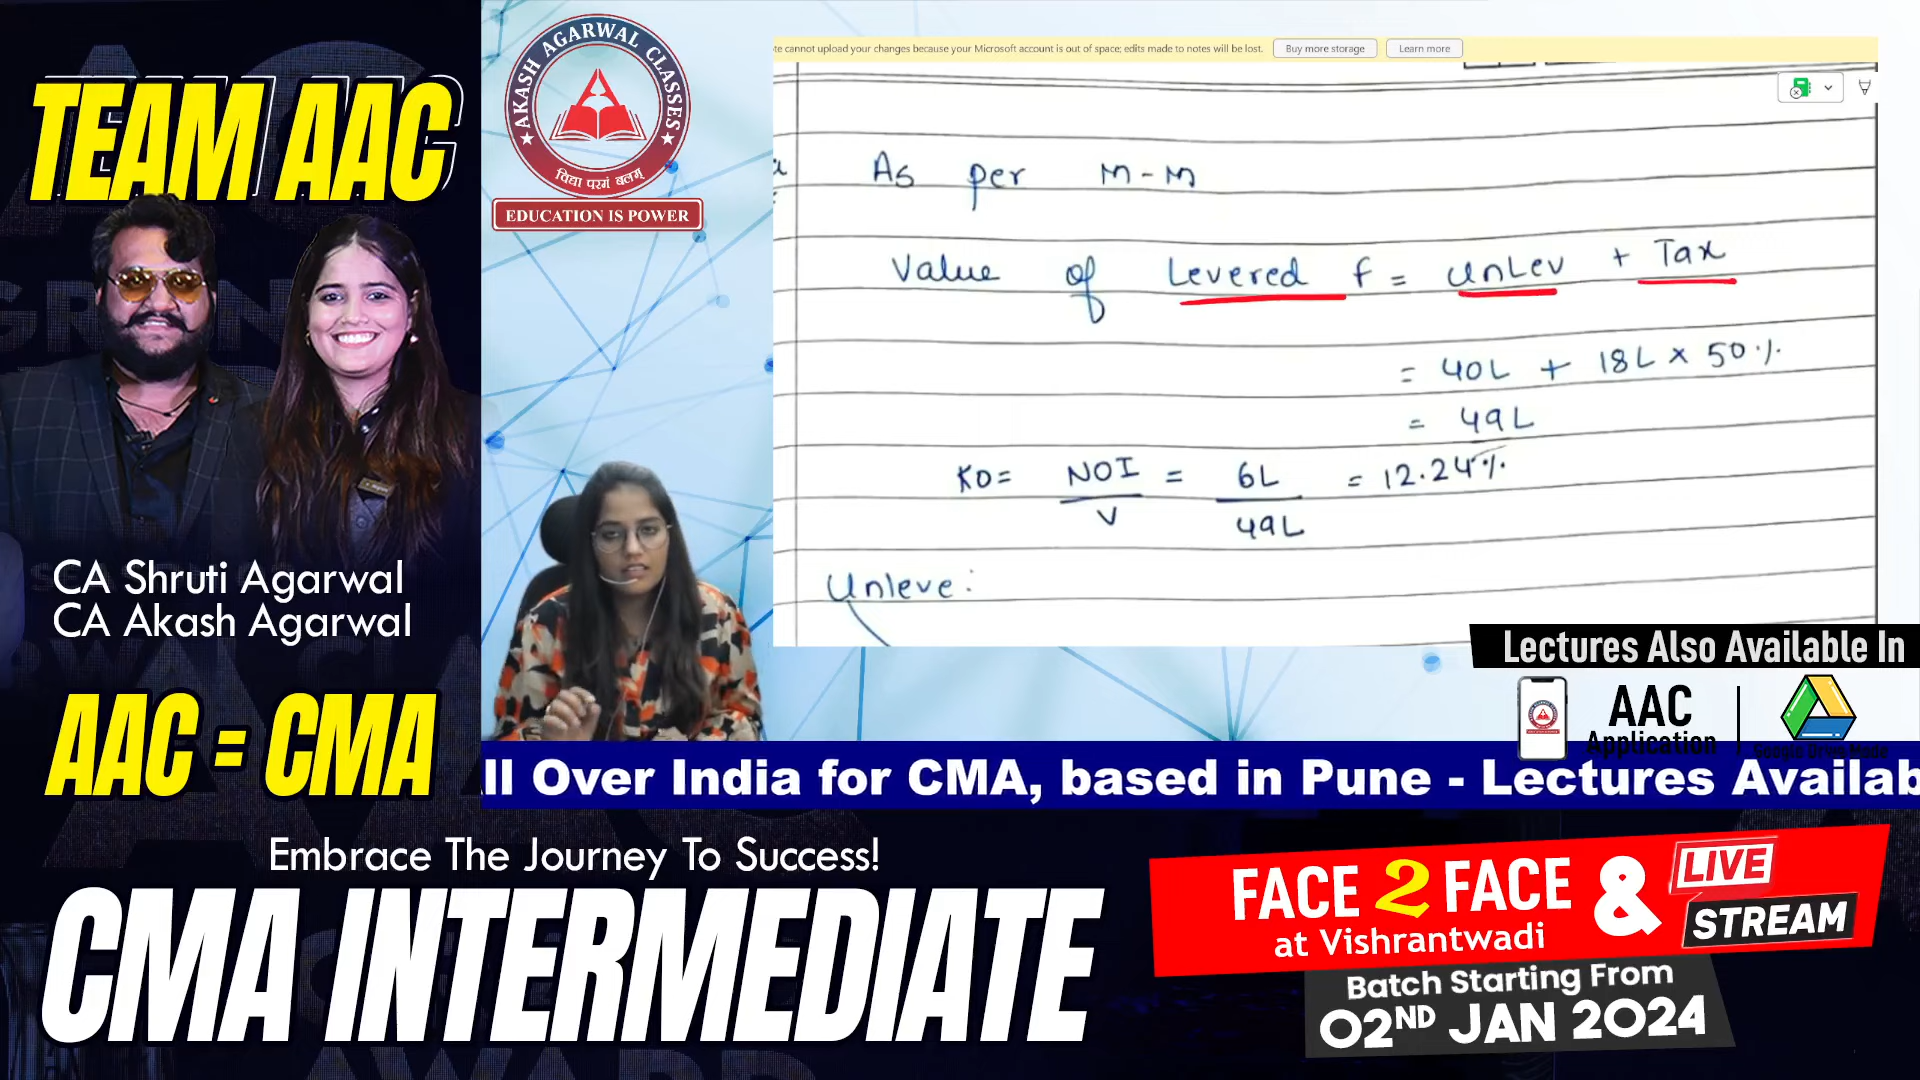 TEAM AAC
AKASH AGARWAL CLASSES
विद्या परमं बलम्
EDUCATION IS POWER
CA Shruti Agarwal
CA Akash Agarwal
AAC = CMA
cannot upload your changes because your Microsoft account is out of space; edits made to notes will be lost. Buy more storage Learn more
As per M-M
Value of Levered f = UnLev + Tax
= 40L + 18L × 50%
= 49L
KO = NOI / V = 6L / 49L = 12.24%
Unleve:
Lectures Also Available In
AAC
Application
Google Drive Mode
ll Over India for CMA, based in Pune - Lectures Availab
Embrace The Journey To Success!
CMA INTERMEDIATE
FACE 2 FACE & LIVE STREAM
at Vishrantwadi
Batch Starting From
02ND JAN 2024